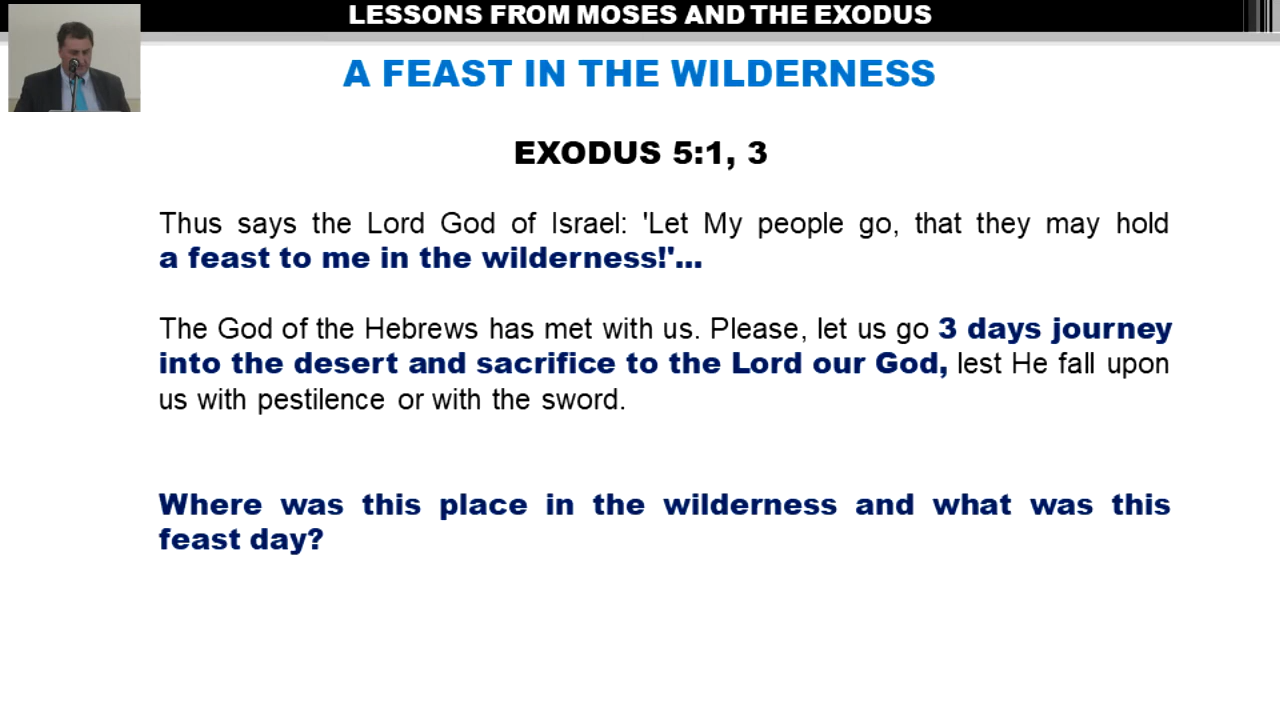 LESSONS FROM MOSES AND THE EXODUS
A FEAST IN THE WILDERNESS
EXODUS 5:1, 3
Thus says the Lord God of Israel: 'Let My people go, that they may hold
a feast to me in the wilderness!'...
The God of the Hebrews has met with us. Please, let us go 3 days journey
into the desert and sacrifice to the Lord our God, lest He fall upon
us with pestilence or with the sword.
Where was this place in the wilderness and what was this
feast day?